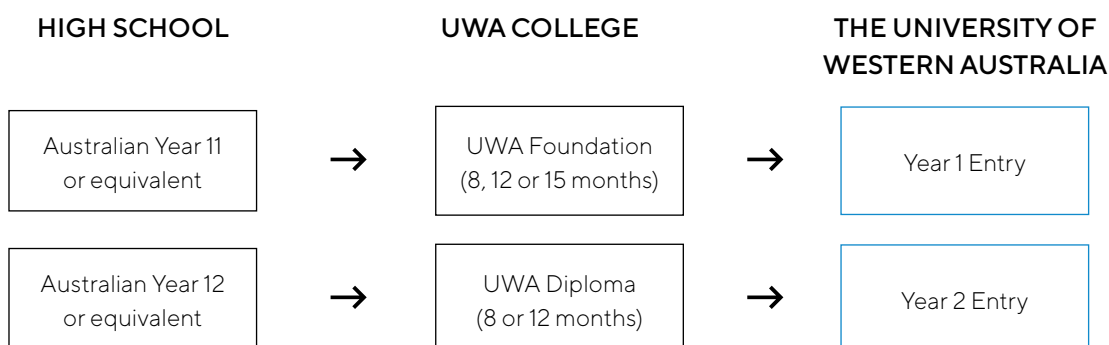 HIGH SCHOOL
UWA COLLEGE
THE UNIVERSITY OF
WESTERN AUSTRALIA
Australian Year 11
or equivalent
→
UWA Foundation
(8, 12 or 15 months)
→
Year 1 Entry
Australian Year 12
or equivalent
→
UWA Diploma
(8 or 12 months)
→
Year 2 Entry